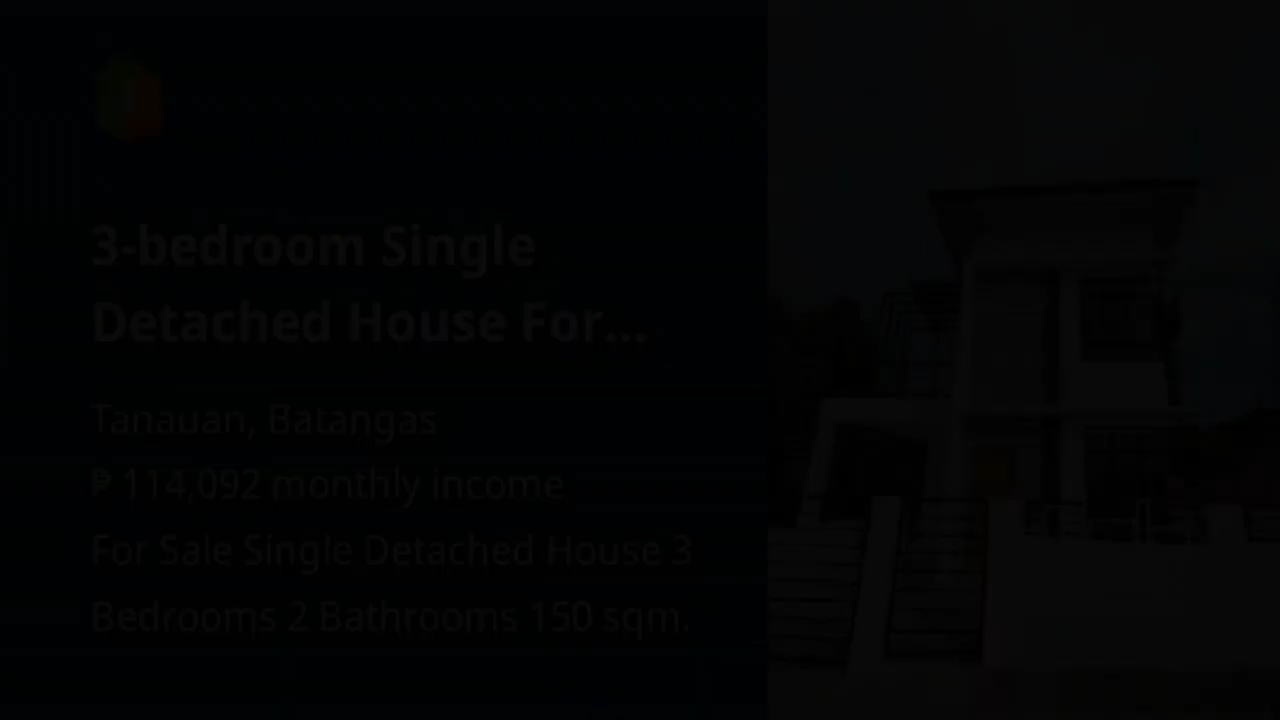 3-bedroom Single
Detached House For...
Tanauan, Batangas
₱ 114,092 monthly income
For Sale Single Detached House 3
Bedrooms 2 Bathrooms 150 sqm.